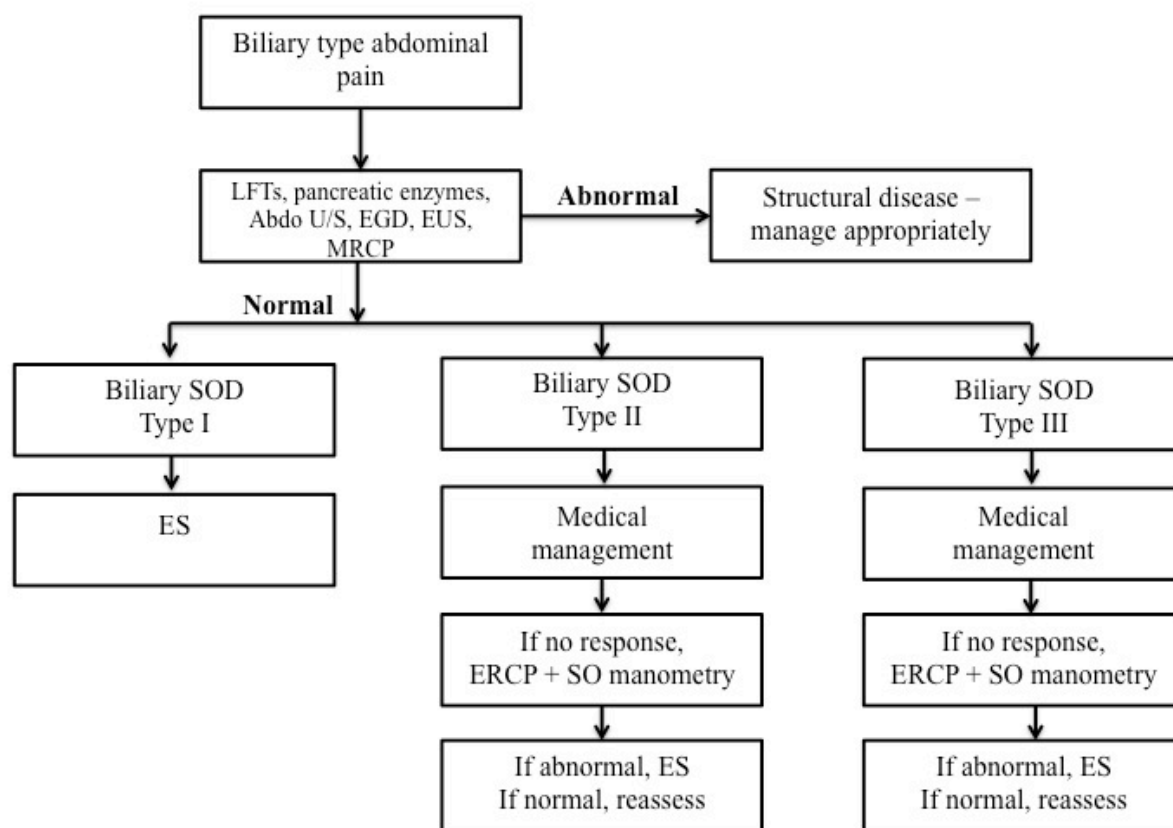 Biliary type abdominal
pain
LFTs, pancreatic enzymes,
Abdo U/S, EGD, EUS,
MRCP
Abnormal
Structural disease –
manage appropriately
Normal
Biliary SOD
Type I
Biliary SOD
Type II
Biliary SOD
Type III
ES
Medical
management
Medical
management
If no response,
ERCP + SO manometry
If no response,
ERCP + SO manometry
If abnormal, ES
If normal, reassess
If abnormal, ES
If normal, reassess